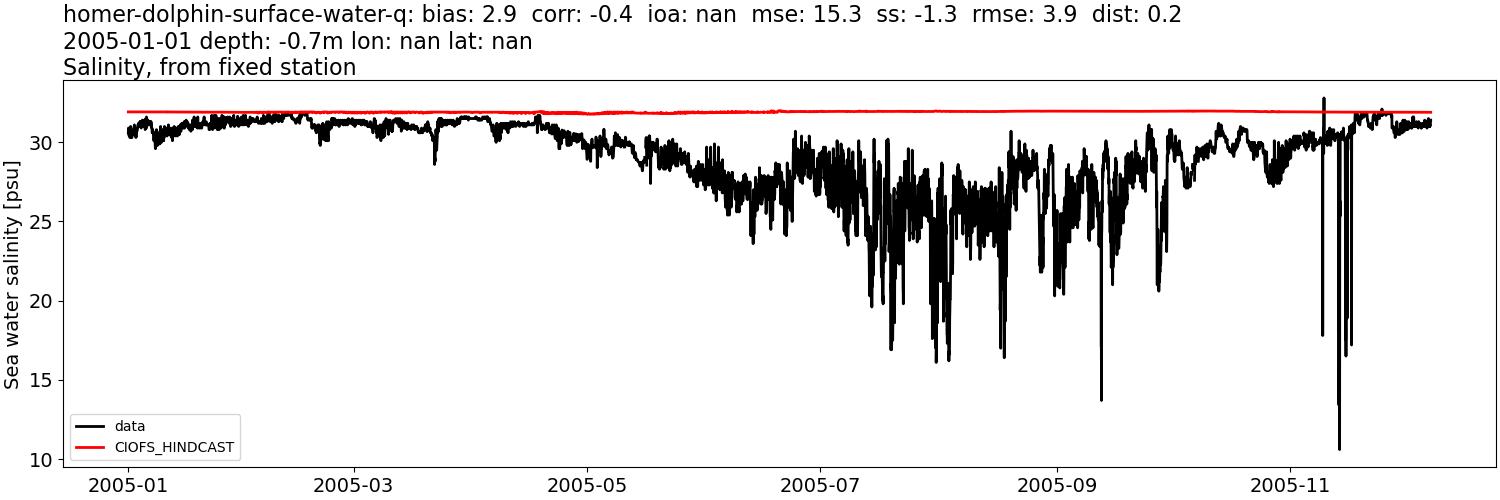 homer-dolphin-surface-water-q: bias: 2.9  corr: -0.4  ioa: nan  mse: 15.3  ss: -1.3  rmse: 3.9  dist: 0.2
2005-01-01 depth: -0.7m lon: nan lat: nan
Salinity, from fixed station
Sea water salinity [psu]
30
25
20
15
10
data
CIOFS_HINDCAST
2005-01
2005-03
2005-05
2005-07
2005-09
2005-11